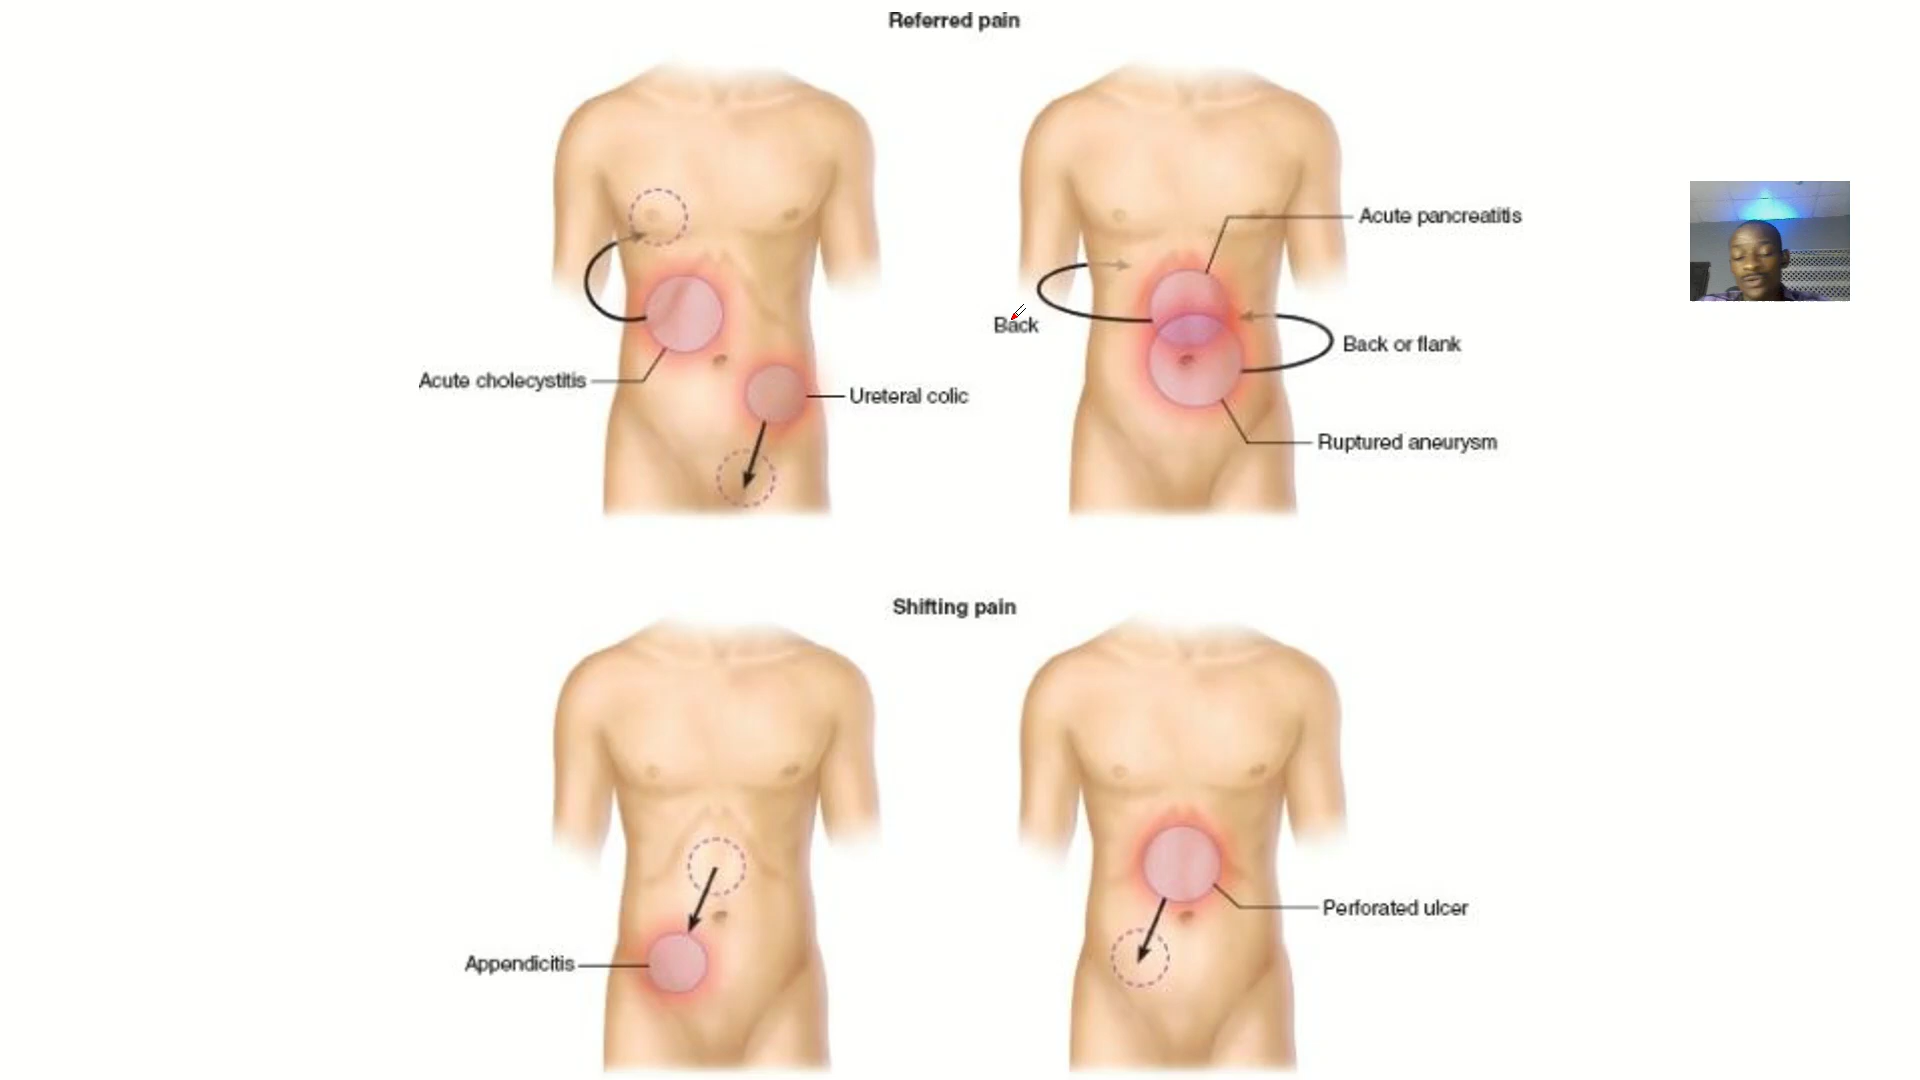 Referred pain
Acute pancreatitis
Back
Back or flank
Acute cholecystitis
Ureteral colic
Ruptured aneurysm
Shifting pain
Perforated ulcer
Appendicitis